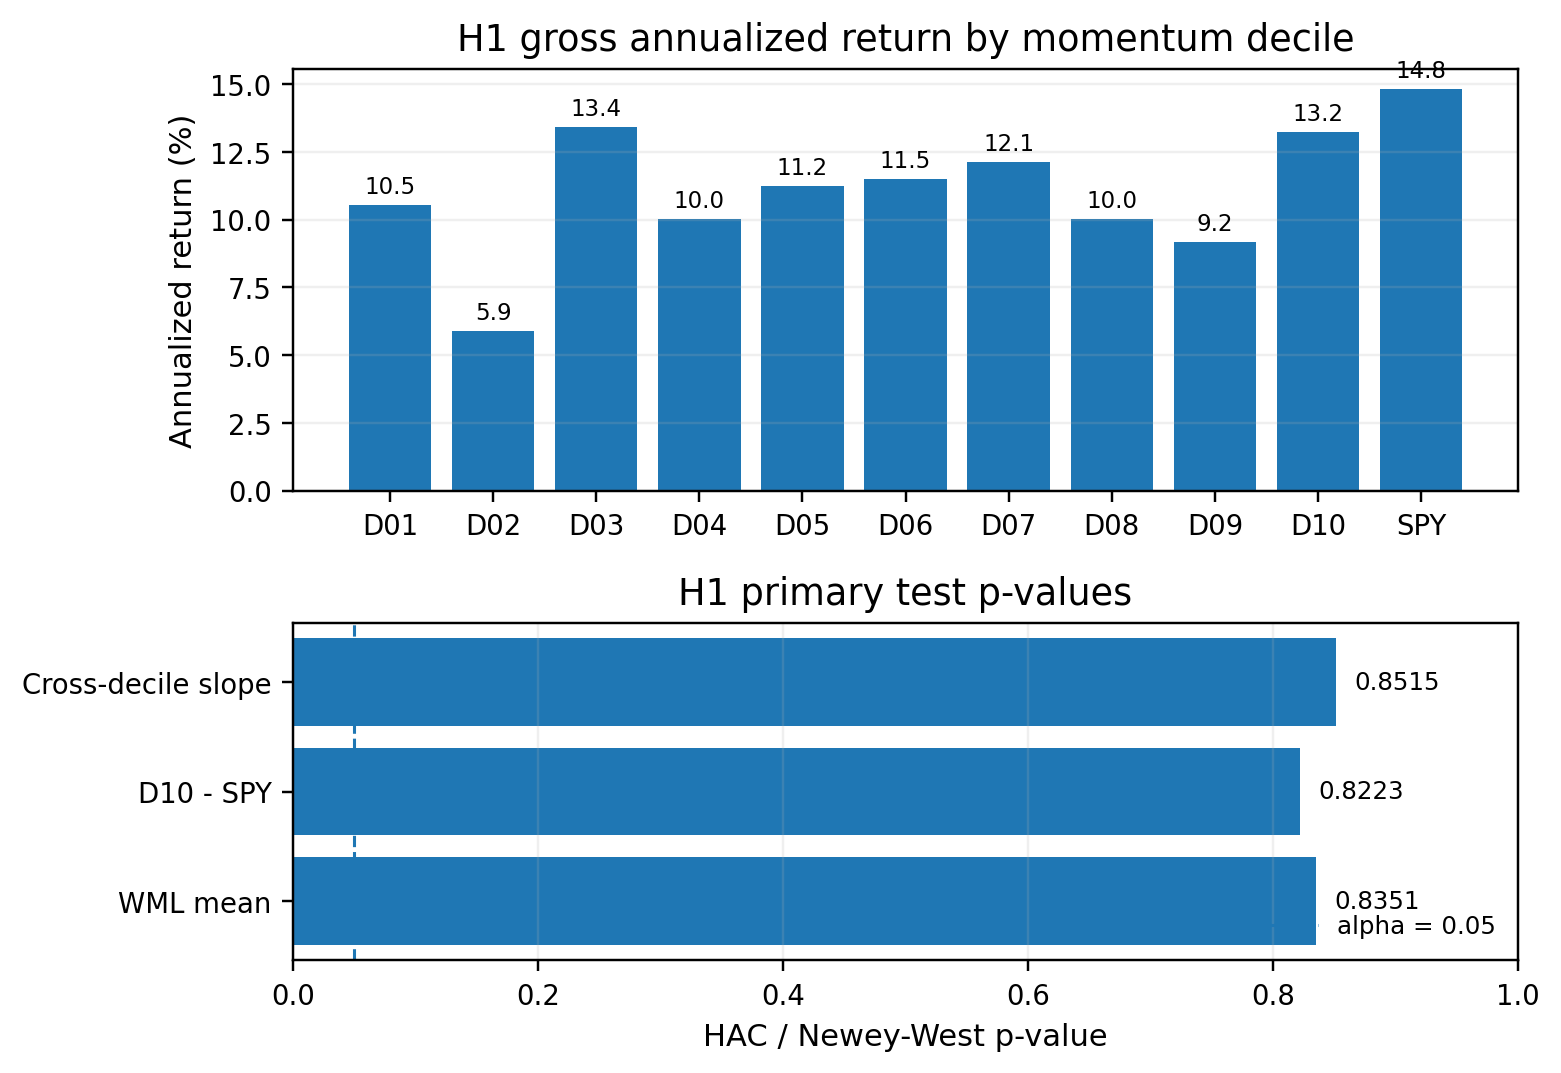 H1 gross annualized return by momentum decile
Annualized return (%)
15.0
12.5
10.0
7.5
5.0
2.5
0.0
10.5
5.9
13.4
10.0
11.2
11.5
12.1
10.0
9.2
13.2
14.8
D01 D02 D03 D04 D05 D06 D07 D08 D09 D10 SPY
H1 primary test p-values
Cross-decile slope
0.8515
D10 - SPY
0.8223
WML mean
0.8351
alpha = 0.05
0.0 0.2 0.4 0.6 0.8 1.0
HAC / Newey-West p-value